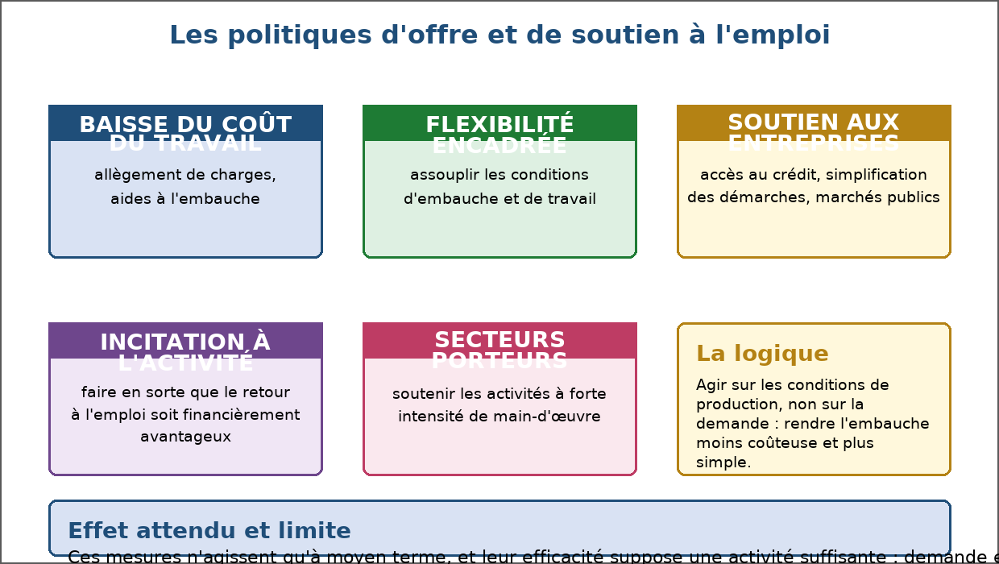 Les politiques d'offre et de soutien à l'emploi
BAISSE DU COÛT
DU TRAVAIL
allègement de charges,
aides à l'embauche
FLEXIBILITÉ
ENCADRÉE
assouplir les conditions
d'embauche et de travail
SOUTIEN AUX
ENTREPRISES
accès au crédit, simplification
des démarches, marchés publics
INCITATION À
L'ACTIVITÉ
faire en sorte que le retour
à l'emploi soit financièrement
avantageux
SECTEURS
PORTEURS
soutenir les activités à forte
intensité de main-d'œuvre
La logique
Agir sur les conditions de
production, non sur la
demande : rendre l'embauche
moins coûteuse et plus
simple.
Effet attendu et limite
Ces mesures n'agissent qu'à moyen terme, et leur efficacité suppose une activité suffisante : demande